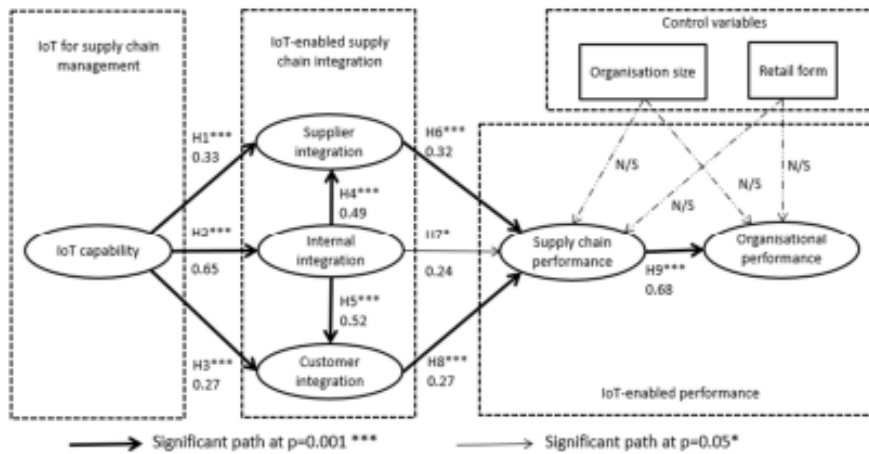 IoT for supply chain
management
IoT-enabled supply
chain integration
Control variables
Organisation size
Retail form
Supplier
integration
H1***
0.33
H6***
0.32
H4***
0.49
N/S
N/S
N/S
N/S
IoT capability
H2***
0.65
Internal
integration
H7*
0.24
Supply chain
performance
H9***
0.68
Organisational
performance
H5***
0.52
H3***
0.27
Customer
integration
H8***
0.27
IoT-enabled performance
Significant path at p=0.001 ***
Significant path at p=0.05*